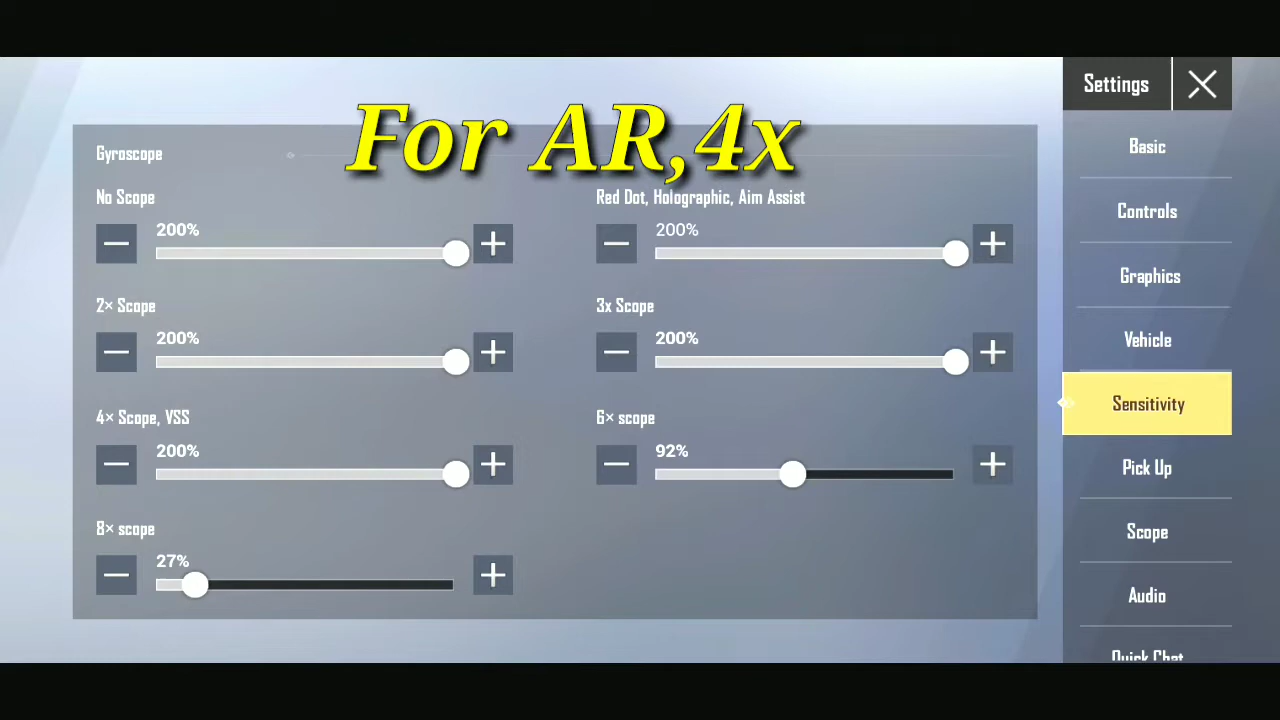 For AR,4x
Settings
Gyroscope
No Scope
200%
Red Dot, Holographic, Aim Assist
200%
2× Scope
200%
3x Scope
200%
4× Scope, VSS
200%
6× scope
92%
8× scope
27%
Basic
Controls
Graphics
Vehicle
Sensitivity
Pick Up
Scope
Audio
Quick Chat